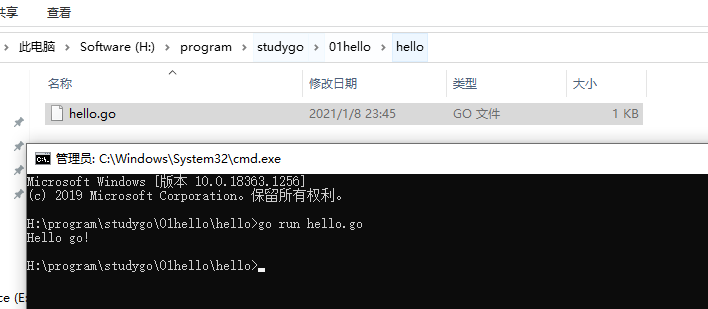 共享 查看
此电脑 Software (H:) program studygo 01hello hello
名称 修改日期 类型 大小
hello.go 2021/1/8 23:45 GO 文件 1 KB
管理员: C:\Windows\System32\cmd.exe
Microsoft Windows [版本 10.0.18363.1256]
(c) 2019 Microsoft Corporation。保留所有权利。
H:\program\studygo\01hello\hello>go run hello.go
Hello go!
H:\program\studygo\01hello\hello>
ce (E: